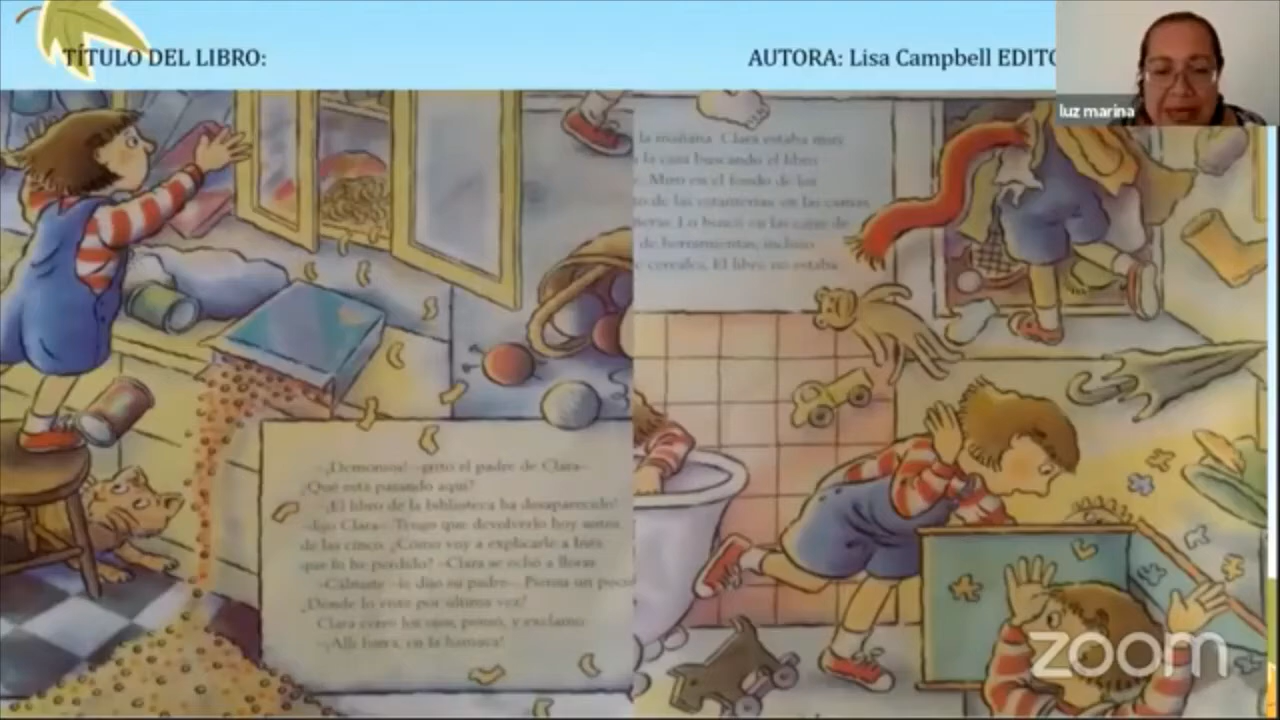 TÍTULO DEL LIBRO:
AUTORA: Lisa Campbell EDITO
luz marina
la mañana. Clara estaba muy
la casa buscando el libro
Miró en el fondo de los
de las estanterías, en las camas
Lo buscó en las cajas de
de herramientas, incluso
cereales. El libro no estaba
–¡Demonios! –gritó el padre de Clara–.
¿Qué está pasando aquí?
–¡El libro de la biblioteca ha desaparecido!
–dijo Clara–. Tengo que devolverlo hoy antes
de las cinco. ¿Cómo voy a explicarle a Inés
que lo he perdido? –Clara se echó a llorar.
–Cálmate –le dijo su padre–. Piensa un poco.
¿Dónde lo viste por última vez?
Clara cerró los ojos, pensó, y exclamó:
–¡Allí fuera, en la hamaca!
zoom